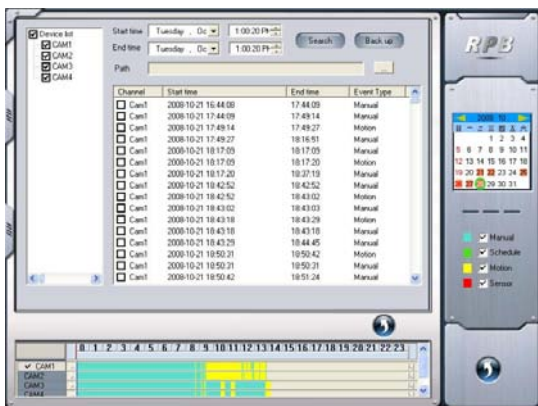 Device list
CAM1
CAM2
CAM3
CAM4
Start time Tuesday , Oc 1:00:20 PM Search Back up
End time Tuesday , Oc 1:00:20 PM
Path ...
Channel Start time End time Event Type
Cam1 2008-10-21 16:44:08 17:44:09 Manual
Cam1 2008-10-21 17:44:09 17:49:14 Manual
Cam1 2008-10-21 17:49:14 17:49:27 Motion
Cam1 2008-10-21 17:49:27 18:16:51 Manual
Cam1 2008-10-21 18:17:09 18:17:09 Manual
Cam1 2008-10-21 18:17:09 18:17:20 Motion
Cam1 2008-10-21 18:17:20 18:37:19 Manual
Cam1 2008-10-21 18:42:52 18:42:52 Manual
Cam1 2008-10-21 18:42:52 18:43:02 Motion
Cam1 2008-10-21 18:43:02 18:43:03 Manual
Cam1 2008-10-21 18:43:18 18:43:29 Motion
Cam1 2008-10-21 18:43:18 18:43:18 Manual
Cam1 2008-10-21 18:43:29 18:44:45 Manual
Cam1 2008-10-21 18:50:31 18:50:42 Motion
Cam1 2008-10-21 18:50:31 18:50:31 Manual
Cam1 2008-10-21 18:50:42 18:51:24 Manual
RPB
2008 10
日 一 二 三 四 五 六
1 2 3 4
5 6 7 8 9 10 11
12 13 14 15 16 17 18
19 20 21 22 23 24 25
26 27 28 29 30 31
Manual
Schedule
Motion
Sensor
0 1 2 3 4 5 6 7 8 9 10 11 12 13 14 15 16 17 18 19 20 21 22 23
CAM1
CAM2
CAM3
CAM4